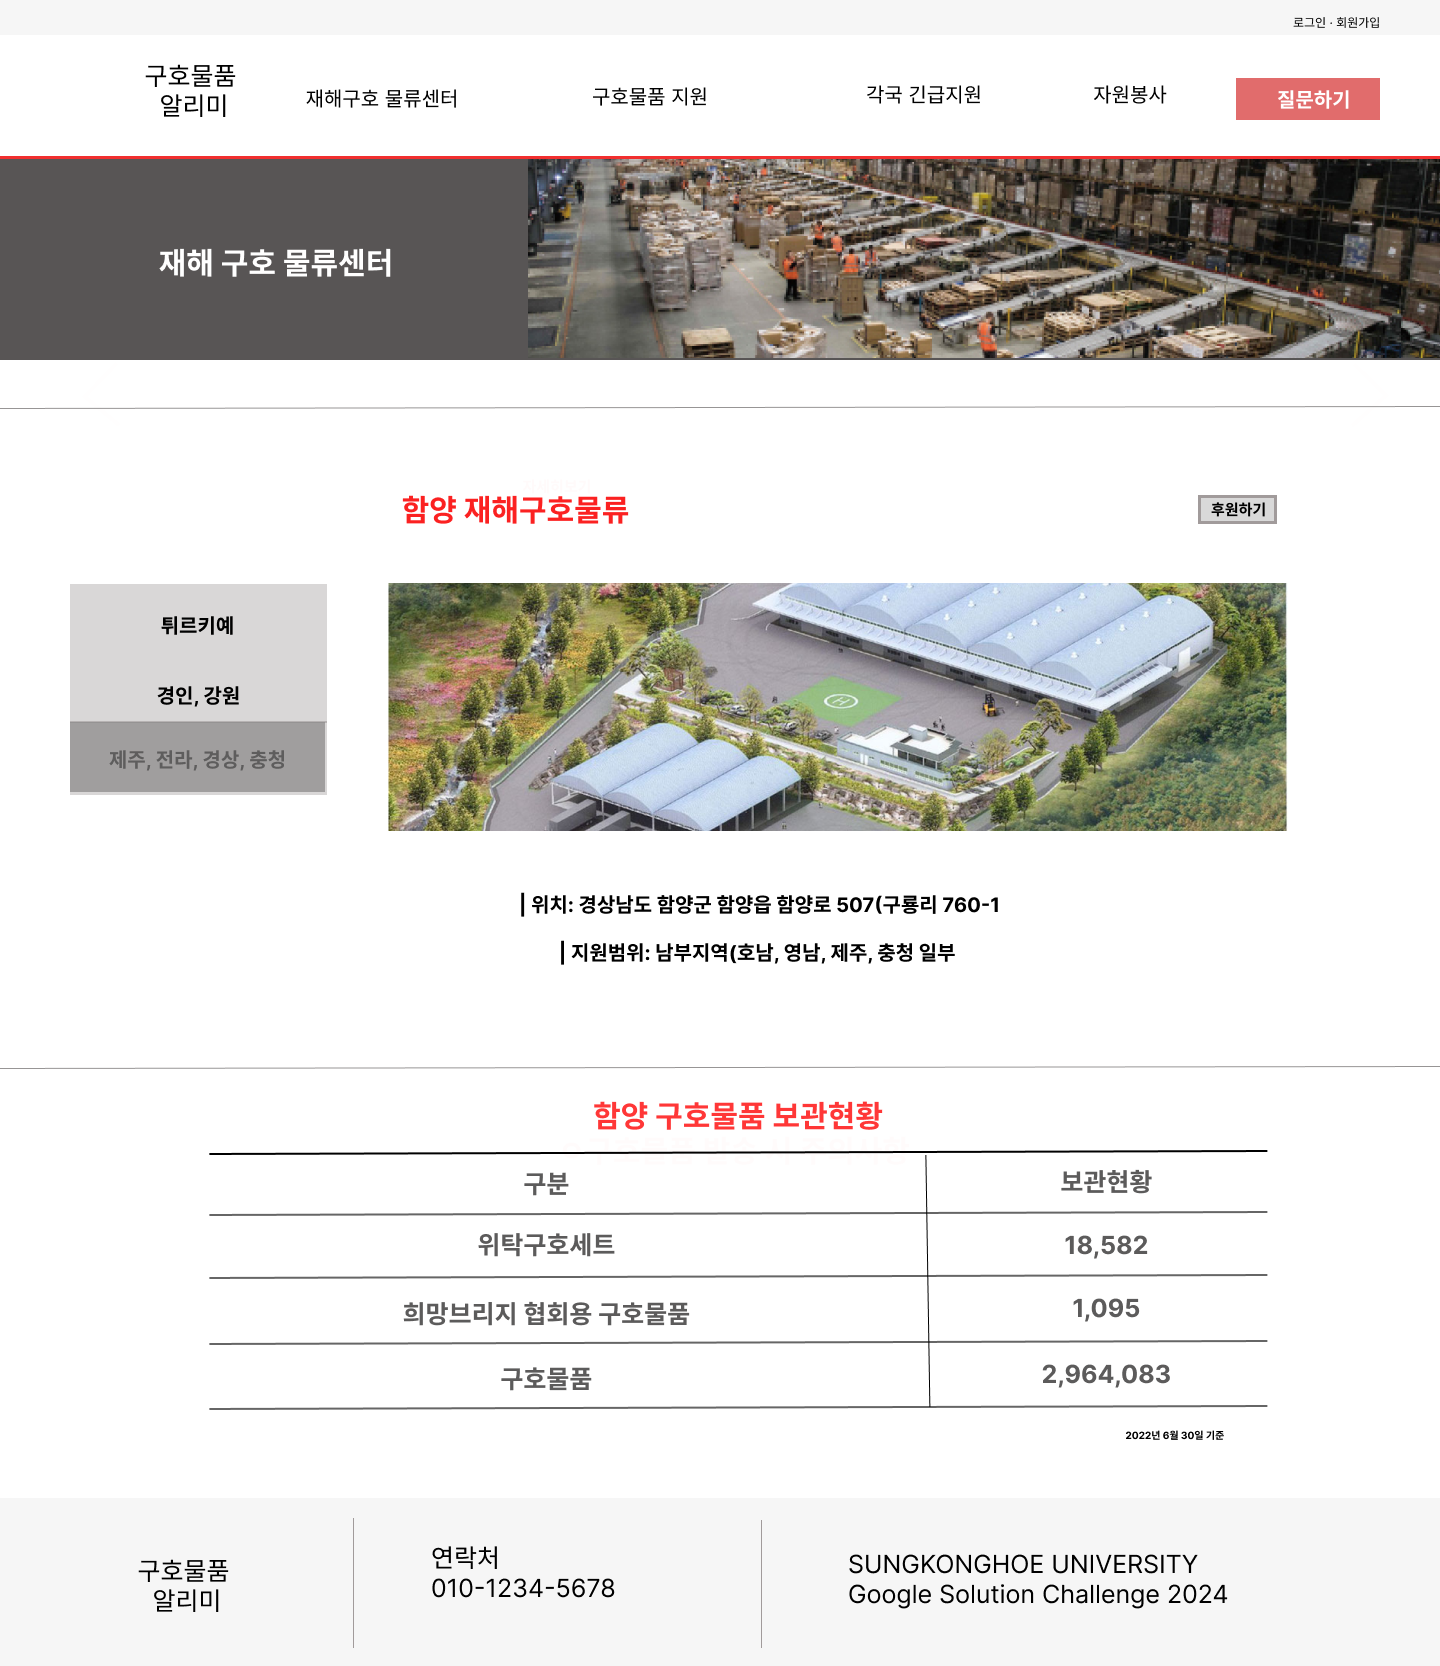 로그인 · 회원가입
구호물품
알리미
재해구호 물류센터
구호물품 지원
각국 긴급지원
자원봉사
질문하기
재해 구호 물류센터
함양 재해구호물류
후원하기
튀르키예
경인, 강원
제주, 전라, 경상, 충청
| 위치: 경상남도 함양군 함양읍 함양로 507(구룡리 760-1
| 지원범위: 남부지역(호남, 영남, 제주, 충청 일부
함양 구호물품 보관현황
구분
보관현황
위탁구호세트
18,582
희망브리지 협회용 구호물품
1,095
구호물품
2,964,083
2022년 6월 30일 기준
구호물품
알리미
연락처
010-1234-5678
SUNGKONGHOE UNIVERSITY
Google Solution Challenge 2024